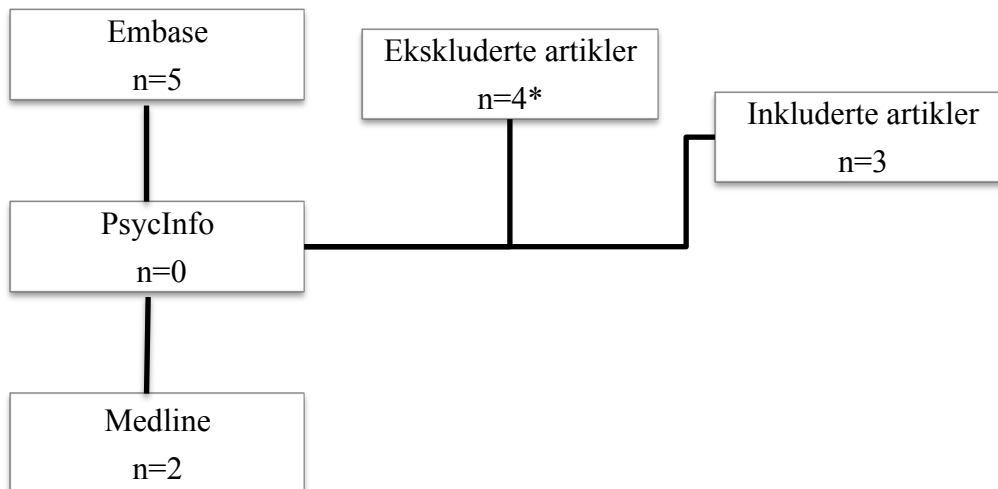 Embase
n=5
PsycInfo
n=0
Medline
n=2
Ekskluderte artikler
n=4*
Inkluderte artikler
n=3